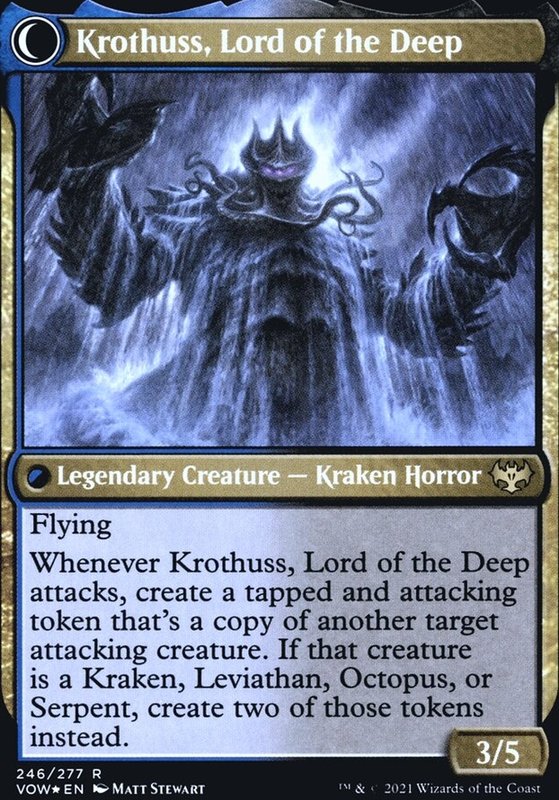 Krothuss, Lord of the Deep
Legendary Creature — Kraken Horror
Flying
Whenever Krothuss, Lord of the Deep
attacks, create a tapped and attacking
token that's a copy of another target
attacking creature. If that creature
is a Kraken, Leviathan, Octopus, or
Serpent, create two of those tokens
instead.
3/5
246/277 R
VOW★EN Matt Stewart
™ & © 2021 Wizards of the Coast